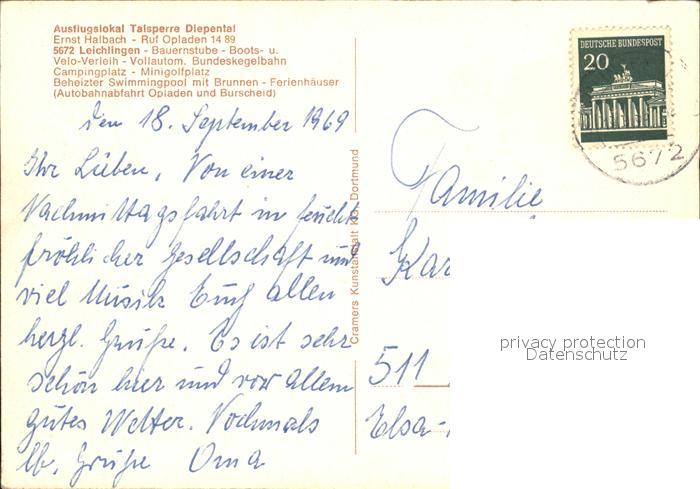 Ausflugslokal Talsperre Diepental
Ernst Halbach - Ruf Opladen 14 89
5672 Leichlingen - Bauernstube - Boots- u.
Velo-Verleih - Vollautom. Bundeskegelbahn
Campingplatz - Minigolfplatz
Beheizter Swimmingpool mit Brunnen - Ferienhäuser
(Autobahnabfahrt Opladen und Burscheid)
den 18. September 1969
Ihr Lieben, Von einer
Nachmittagsfahrt in feucht
fröhlicher Gesellschaft und
viel Musik Euch allen
herzl. Grüße. Es ist sehr
schön hier und vor allem
gutes Wetter. Nochmals
lb. Grüße Oma
Cramers Kunstanstalt KG. Dortmund
DEUTSCHE BUNDESPOST
20
5672
Familie
Kar
511
Elsa-
privacy protection
Datenschutz